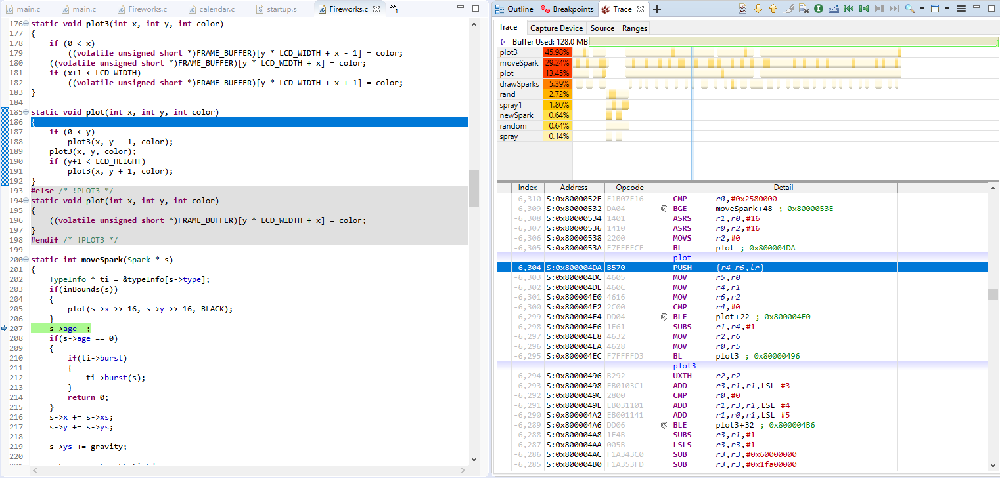 main.c main.c Fireworks.c calendar.c startup.s Fireworks.c »1
176 static void plot3(int x, int y, int color)
177 {
178     if (0 < x)
179         ((volatile unsigned short *)FRAME_BUFFER)[y * LCD_WIDTH + x - 1] = color;
180     ((volatile unsigned short *)FRAME_BUFFER)[y * LCD_WIDTH + x] = color;
181     if (x+1 < LCD_WIDTH)
182         ((volatile unsigned short *)FRAME_BUFFER)[y * LCD_WIDTH + x + 1] = color;
183 }
184
185 static void plot(int x, int y, int color)
186 {
187     if (0 < y)
188         plot3(x, y - 1, color);
189     plot3(x, y, color);
190     if (y+1 < LCD_HEIGHT)
191         plot3(x, y + 1, color);
192 }
193 #else /* !PLOT3 */
194 static void plot(int x, int y, int color)
195 {
196     ((volatile unsigned short *)FRAME_BUFFER)[y * LCD_WIDTH + x] = color;
197 }
198 #endif /* !PLOT3 */
199
200 static int moveSpark(Spark * s)
201 {
202     TypeInfo * ti = &typeInfo[s->type];
203     if(inBounds(s))
204     {
205         plot(s->x >> 16, s->y >> 16, BLACK);
206     }
207     s->age--;
208     if(s->age == 0)
209     {
210         if(ti->burst)
211         {
212             ti->burst(s);
213         }
214         return 0;
215     }
216     s->x += s->xs;
217     s->y += s->ys;
218
219     s->ys += gravity;
220
Outline Breakpoints Trace
Trace Capture Device Source Ranges
Buffer Used: 128.0 MB
plot3 45.98%
moveSpark 29.24%
plot 13.45%
drawSparks 5.39%
rand 2.72%
spray1 1.80%
newSpark 0.64%
random 0.64%
spray 0.14%
Index Address Opcode Detail
-6,310 S:0x8000052E F1B07F16 CMP r0,#0x2580000
-6,309 S:0x80000532 DA04 BGE moveSpark+48 ; 0x8000053E
-6,308 S:0x80000534 1401 ASRS r1,r0,#16
-6,307 S:0x80000536 1410 ASRS r0,r2,#16
-6,306 S:0x80000538 2200 MOVS r2,#0
-6,305 S:0x8000053A F7FFFFCE BL plot ; 0x800004DA
plot
-6,304 S:0x800004DA B570 PUSH {r4-r6,lr}
-6,303 S:0x800004DC 4605 MOV r5,r0
-6,302 S:0x800004DE 460C MOV r4,r1
-6,301 S:0x800004E0 4616 MOV r6,r2
-6,300 S:0x800004E2 2C00 CMP r4,#0
-6,299 S:0x800004E4 DD04 BLE plot+22 ; 0x800004F0
-6,298 S:0x800004E6 1E61 SUBS r1,r4,#1
-6,297 S:0x800004E8 4632 MOV r2,r6
-6,296 S:0x800004EA 4628 MOV r0,r5
-6,295 S:0x800004EC F7FFFFD3 BL plot3 ; 0x80000496
plot3
-6,294 S:0x80000496 B292 UXTH r2,r2
-6,293 S:0x80000498 EB0103C1 ADD r3,r1,r1,LSL #3
-6,292 S:0x8000049C 2800 CMP r0,#0
-6,291 S:0x8000049E EB031101 ADD r1,r3,r1,LSL #4
-6,290 S:0x800004A2 EB001141 ADD r1,r0,r1,LSL #5
-6,289 S:0x800004A6 DD06 BLE plot3+32 ; 0x800004B6
-6,288 S:0x800004A8 1E4B SUBS r3,r1,#1
-6,287 S:0x800004AA 005B LSLS r3,r3,#1
-6,286 S:0x800004AC F1A343C0 SUB r3,r3,#0x60000000
-6,285 S:0x800004B0 F1A353FD SUB r3,r3,#0x1fa00000